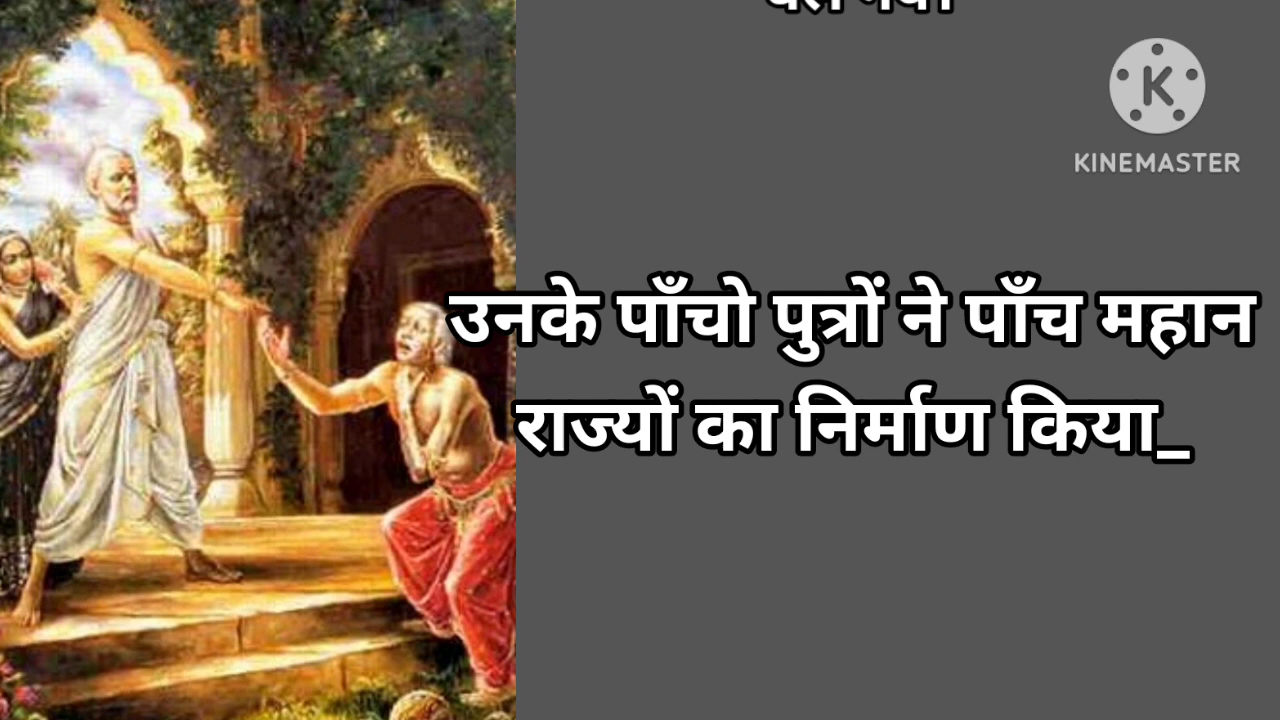 KINEMASTER
उनके पाँचो पुत्रों ने पाँच महान
राज्यों का निर्माण किया_